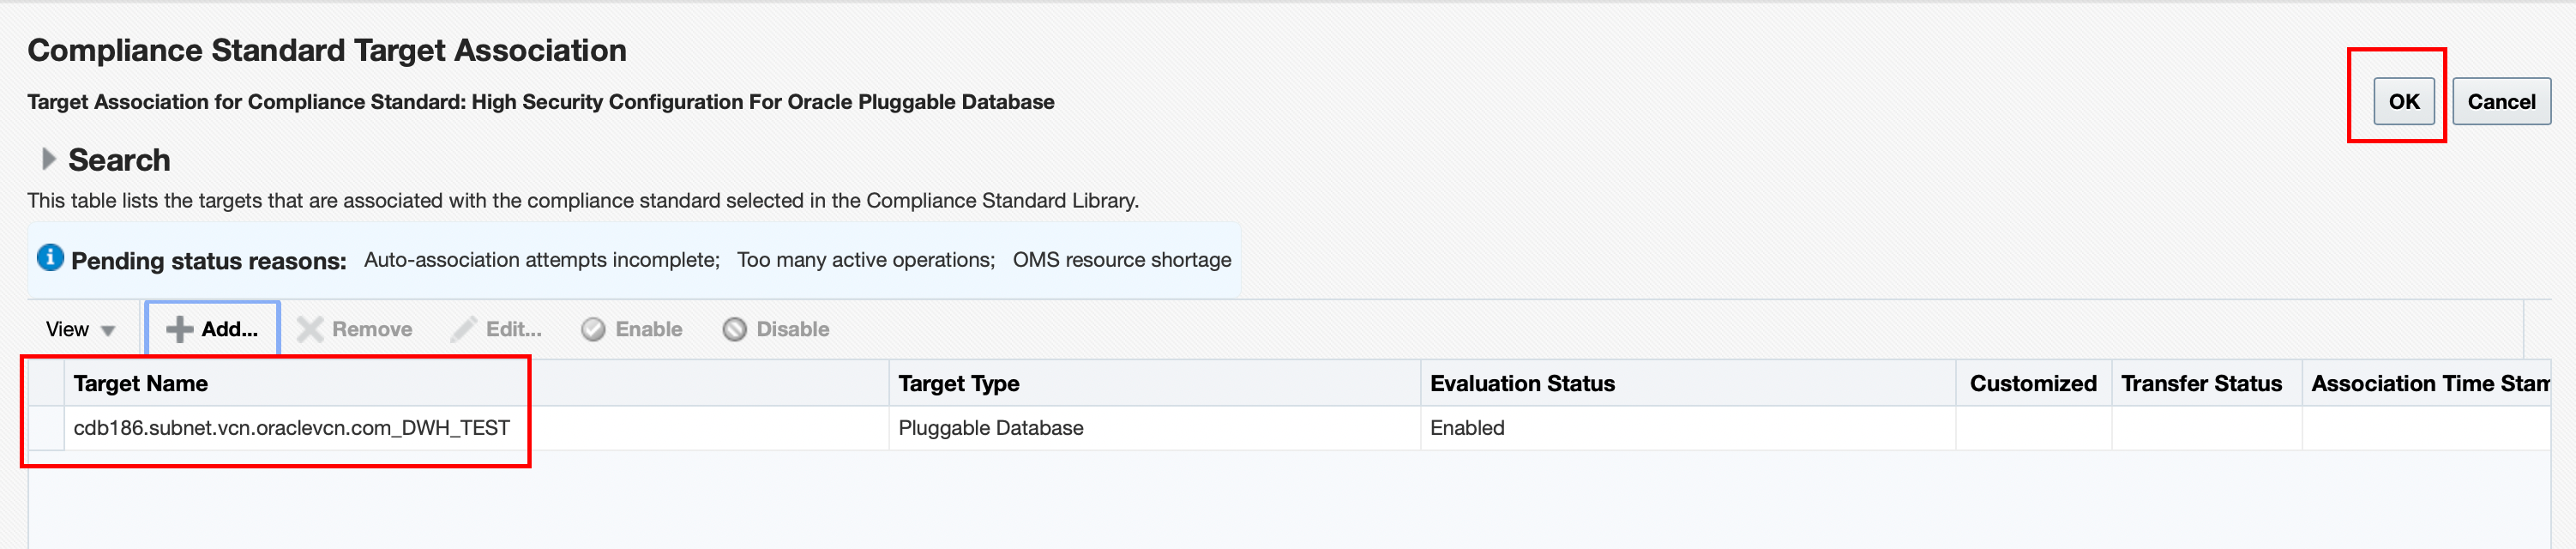 Compliance Standard Target Association
Target Association for Compliance Standard: High Security Configuration For Oracle Pluggable Database
OK Cancel
Search
This table lists the targets that are associated with the compliance standard selected in the Compliance Standard Library.
Pending status reasons: Auto-association attempts incomplete; Too many active operations; OMS resource shortage
View Add... Remove Edit... Enable Disable
Target Name Target Type Evaluation Status Customized Transfer Status Association Time Stam
cdb186.subnet.vcn.oraclevcn.com_DWH_TEST Pluggable Database Enabled